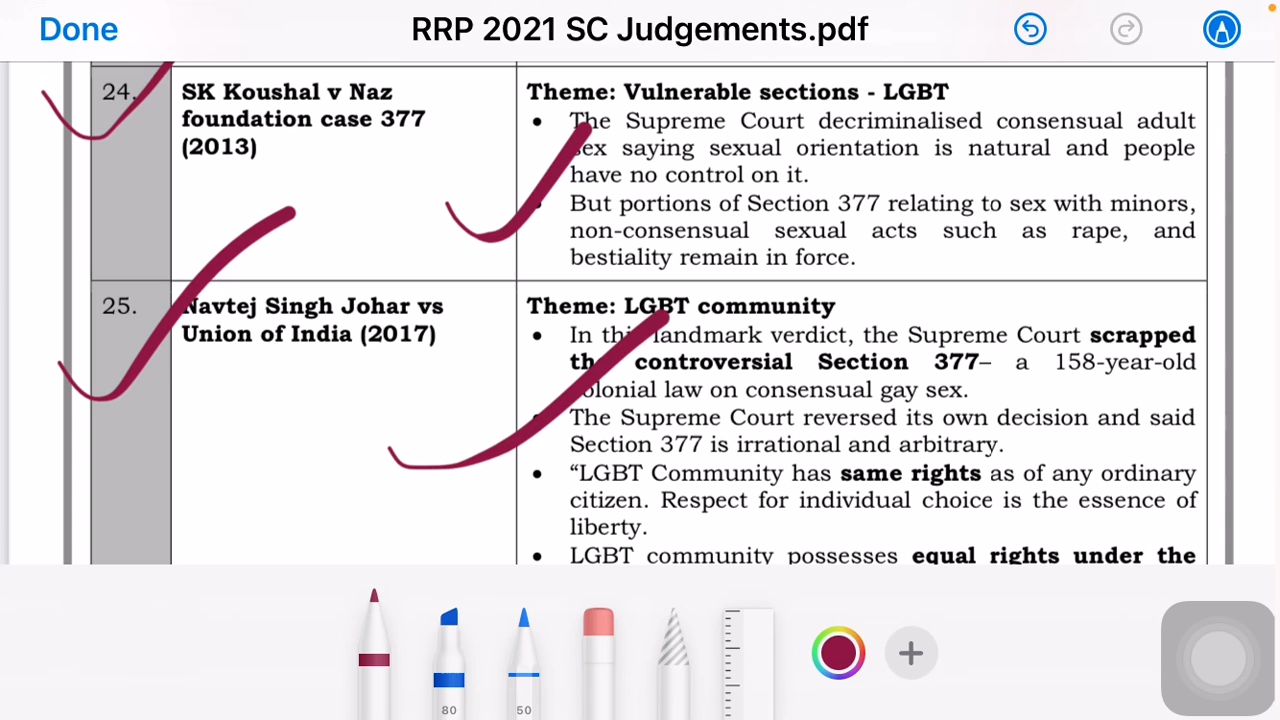 Done
RRP 2021 SC Judgements.pdf
24.
SK Koushal v Naz
foundation case 377
(2013)
Theme: Vulnerable sections - LGBT
• The Supreme Court decriminalised consensual adult
sex saying sexual orientation is natural and people
have no control on it.
• But portions of Section 377 relating to sex with minors,
non-consensual sexual acts such as rape, and
bestiality remain in force.
25.
Navtej Singh Johar vs
Union of India (2017)
Theme: LGBT community
• In this landmark verdict, the Supreme Court scrapped
the controversial Section 377– a 158-year-old
colonial law on consensual gay sex.
• The Supreme Court reversed its own decision and said
Section 377 is irrational and arbitrary.
• “LGBT Community has same rights as of any ordinary
citizen. Respect for individual choice is the essence of
liberty.
• LGBT community possesses equal rights under the
80
50